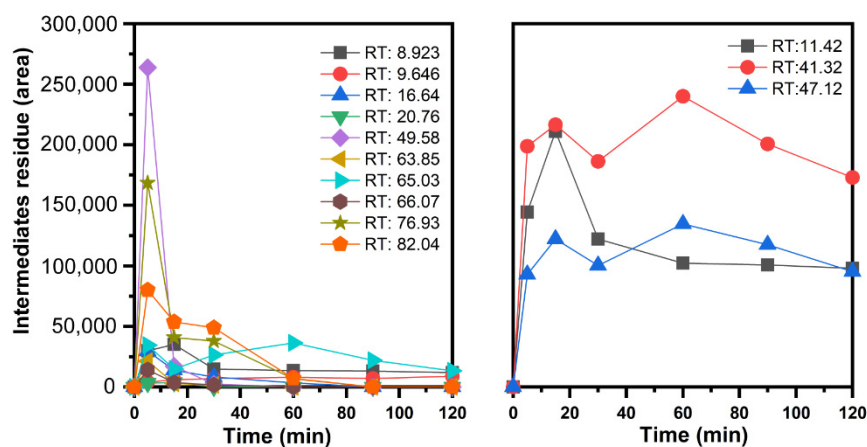 Intermediates residue (area)
300,000
250,000
200,000
150,000
100,000
50,000
0
0 20 40 60 80 100 120
Time (min)
RT: 8.923
RT: 9.646
RT: 16.64
RT: 20.76
RT: 49.58
RT: 63.85
RT: 65.03
RT: 66.07
RT: 76.93
RT: 82.04
RT:11.42
RT:41.32
RT:47.12
0 20 40 60 80 100 120
Time (min)